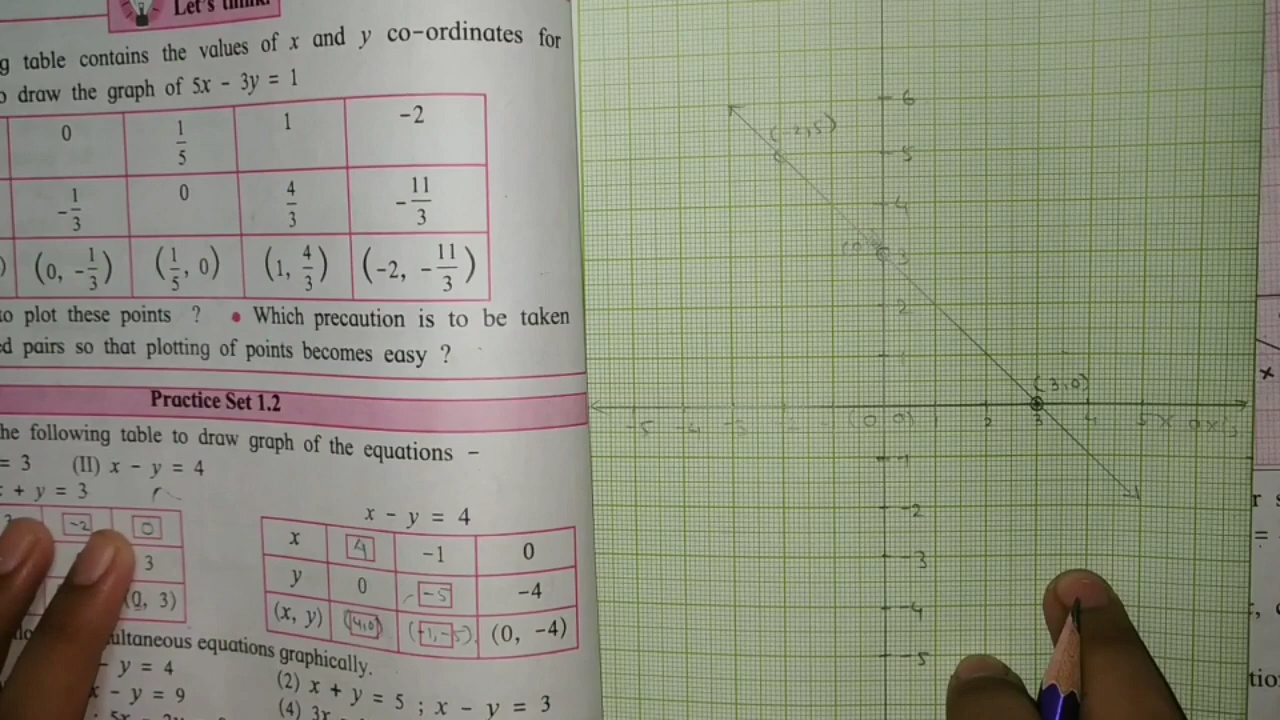 Let's think
g table contains the values of x and y co-ordinates for
draw the graph of 5x - 3y = 1
0 1/5 1 -2
-1/3 0 4/3 -11/3
) (0, -1/3) (1/5, 0) (1, 4/3) (-2, -11/3)
to plot these points ? • Which precaution is to be taken
ed pairs so that plotting of points becomes easy ?
Practice Set 1.2
he following table to draw graph of the equations -
= 3 (II) x - y = 4
+ y = 3
-2 0
3
(0, 3)
x - y = 4
x 4 -1 0
y 0 -5 -4
(x, y) (4,0) (-1,-5) (0, -4)
ultaneous equations graphically.
y = 4 (2) x + y = 5 ; x - y = 3
x - y = 9 (4) 3x
6
(-2,5)
5
4
3
2
(3,0)
-5 -4 -3 (0,0) 1 2 3 4 5 X
-1
-2
-3
-4
-5